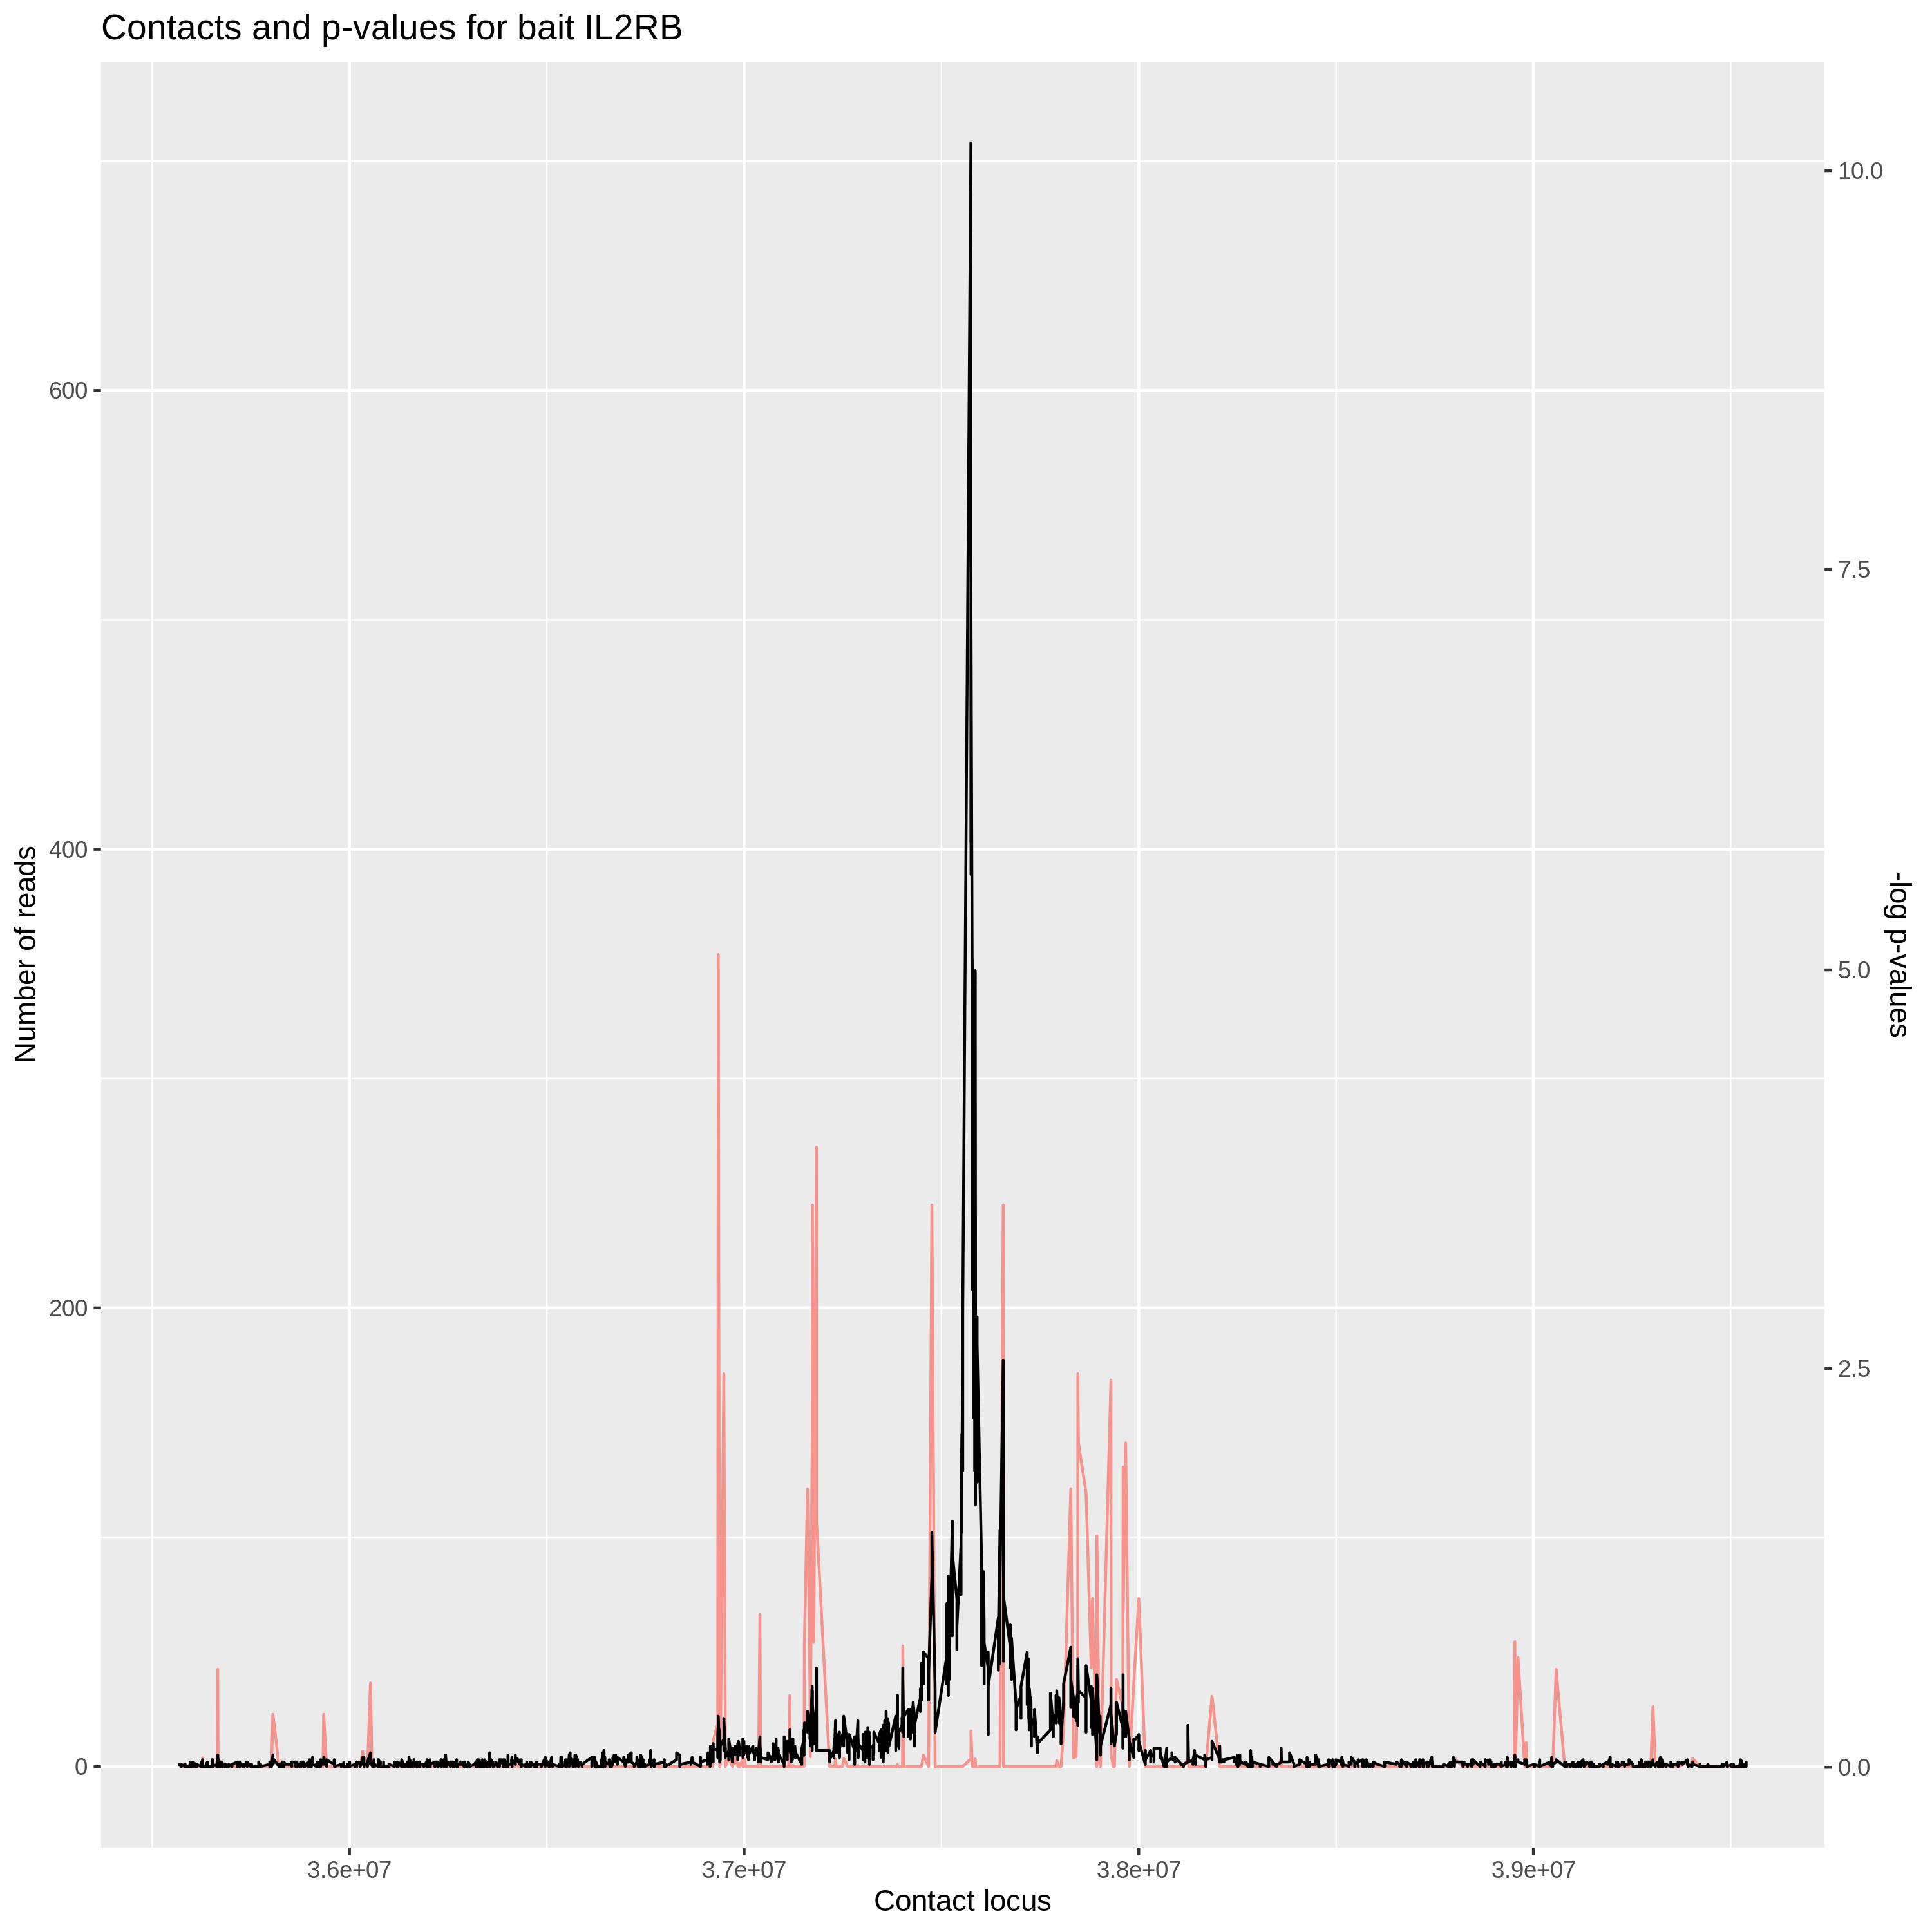 Contacts and p-values for bait IL2RB
600
400
200
0
Number of reads
10.0
7.5
5.0
2.5
0.0
-log p-values
3.6e+07
3.7e+07
3.8e+07
3.9e+07
Contact locus